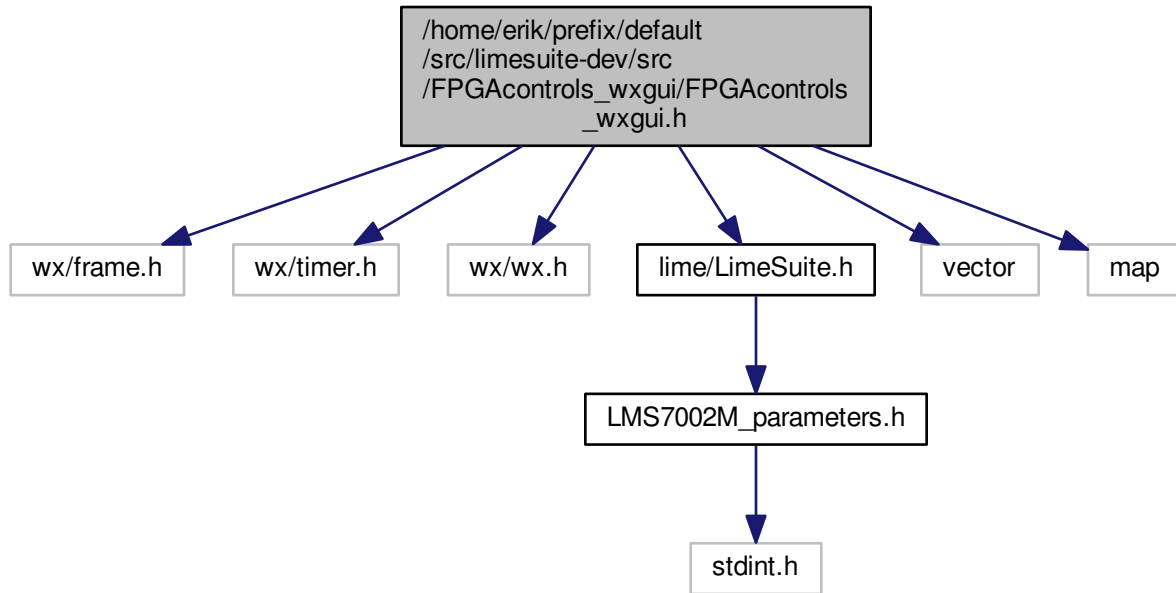 /home/erik/prefix/default
/src/limesuite-dev/src
/FPGAcontrols_wxgui/FPGAcontrols
_wxgui.h
wx/frame.h
wx/timer.h
wx/wx.h
lime/LimeSuite.h
vector
map
LMS7002M_parameters.h
stdint.h